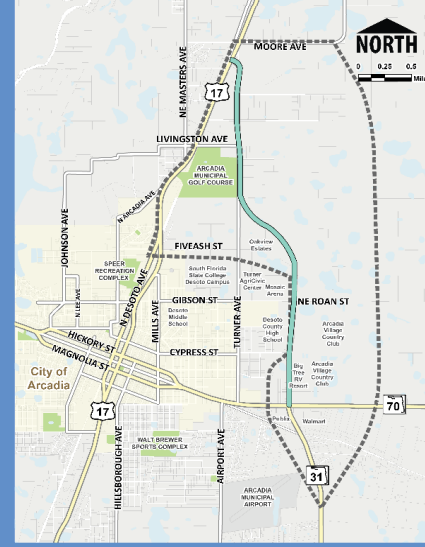 MOORE AVE
NORTH
0 0.25 0.5
Mil
NE MASTERS AVE
17
LIVINGSTON AVE
ARCADIA
MUNICIPAL
GOLF COURSE
N ARCADIA AVE
JOHNSON AVE
FIVEASH ST
Oakview
Estates
SPEER
RECREATION
COMPLEX
South Florida
State College
Desoto Campus
Turner
Agri-Civic
Center
Mosaic
Arena
N DESOTO AVE
N LEE AVE
MILLS AVE
GIBSON ST
TURNER AVE
NE ROAN ST
Desoto
Middle
School
Desoto
County
High
School
Arcadia
Village
Country
Club
HICKORY ST
CYPRESS ST
MAGNOLIA ST
Big
Tree
RV
Resort
Arcadia
Village
Country
Club
City of
Arcadia
17
70
Walmart
HILLSBOROUGH AVE
WALT BREWER
SPORTS COMPLEX
AIRPORT AVE
31
ARCADIA
MUNICIPAL
AIRPORT